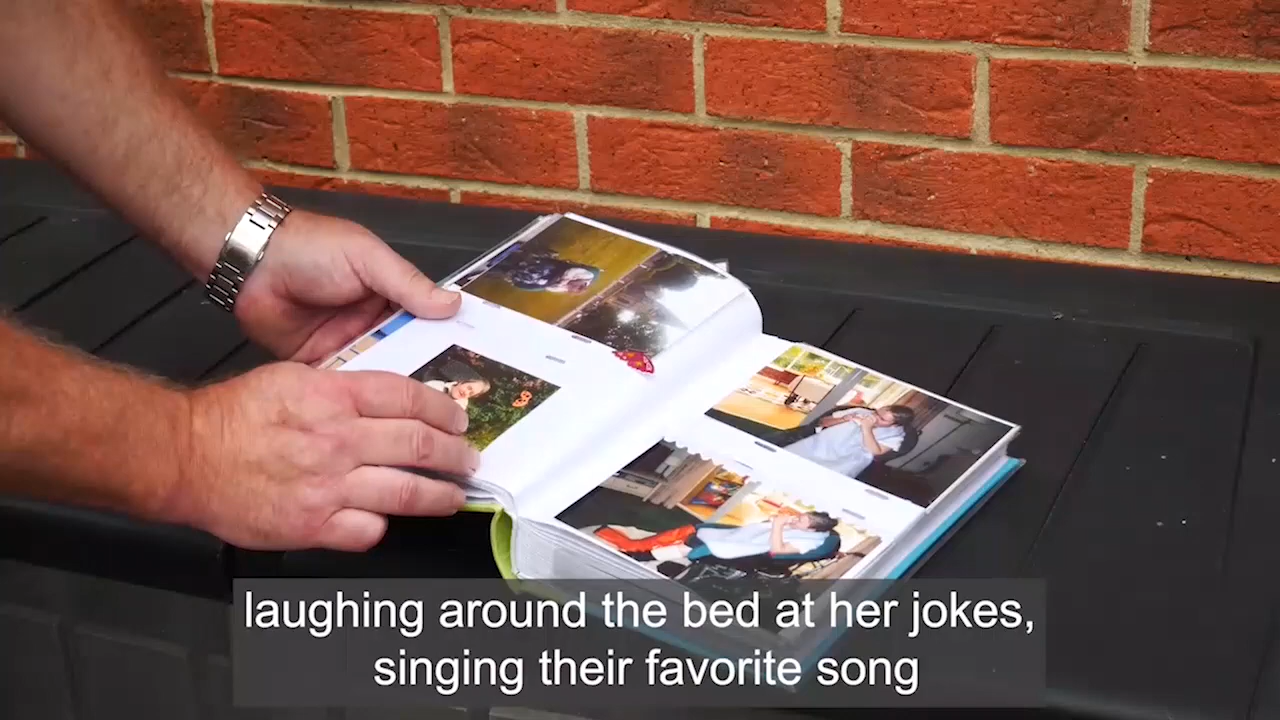 laughing around the bed at her jokes,
singing their favorite song